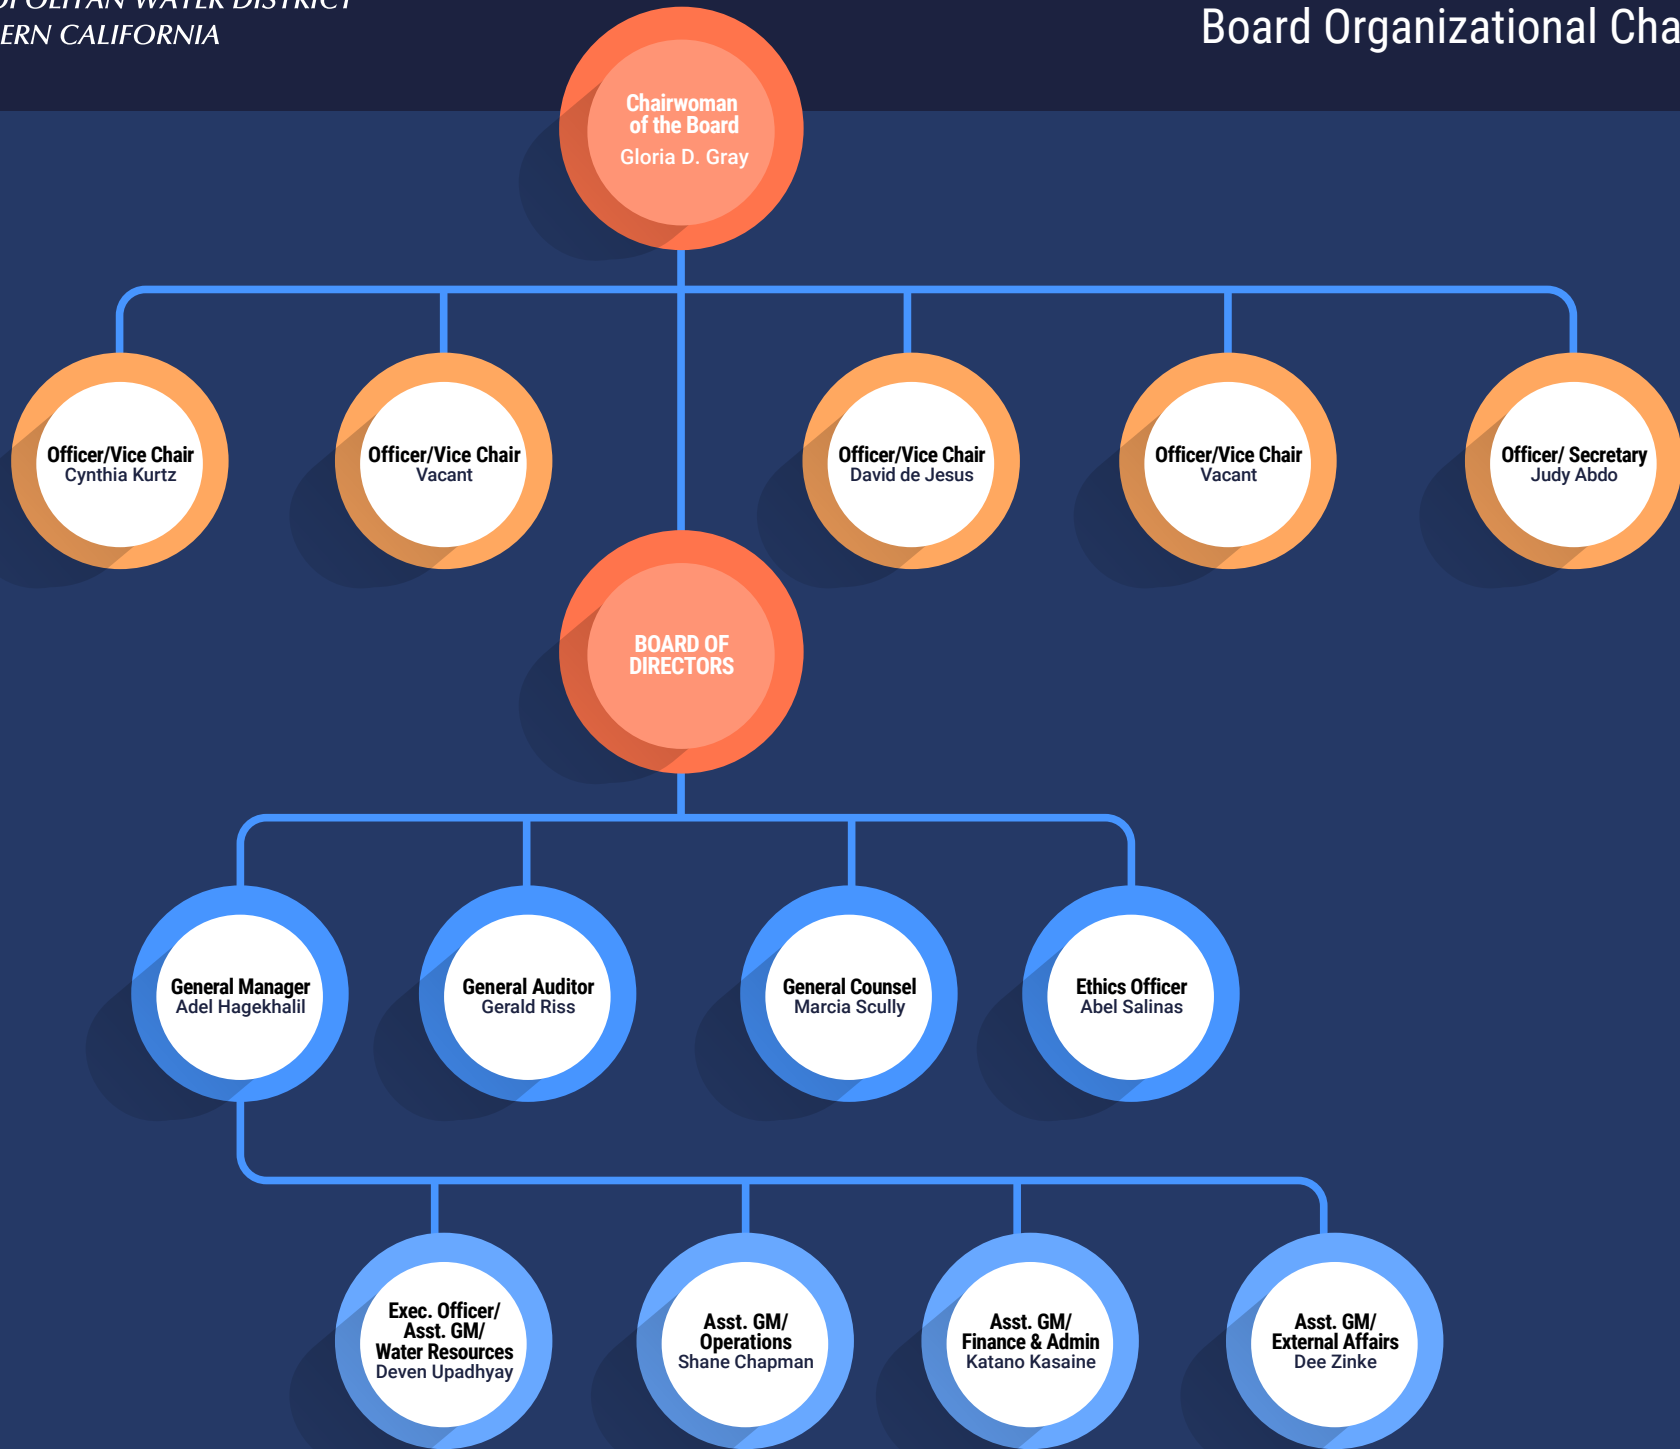 ERN CALIFORNIA
Board Organizational Cha
Chairwoman
of the Board
Gloria D. Gray
Officer/Vice Chair
Cynthia Kurtz
Officer/Vice Chair
Vacant
Officer/Vice Chair
David de Jesus
Officer/Vice Chair
Vacant
Officer/ Secretary
Judy Abdo
BOARD OF
DIRECTORS
General Manager
Adel Hagekhalil
General Auditor
Gerald Riss
General Counsel
Marcia Scully
Ethics Officer
Abel Salinas
Exec. Officer/
Asst. GM/
Water Resources
Deven Upadhyay
Asst. GM/
Operations
Shane Chapman
Asst. GM/
Finance & Admin
Katano Kasaine
Asst. GM/
External Affairs
Dee Zinke